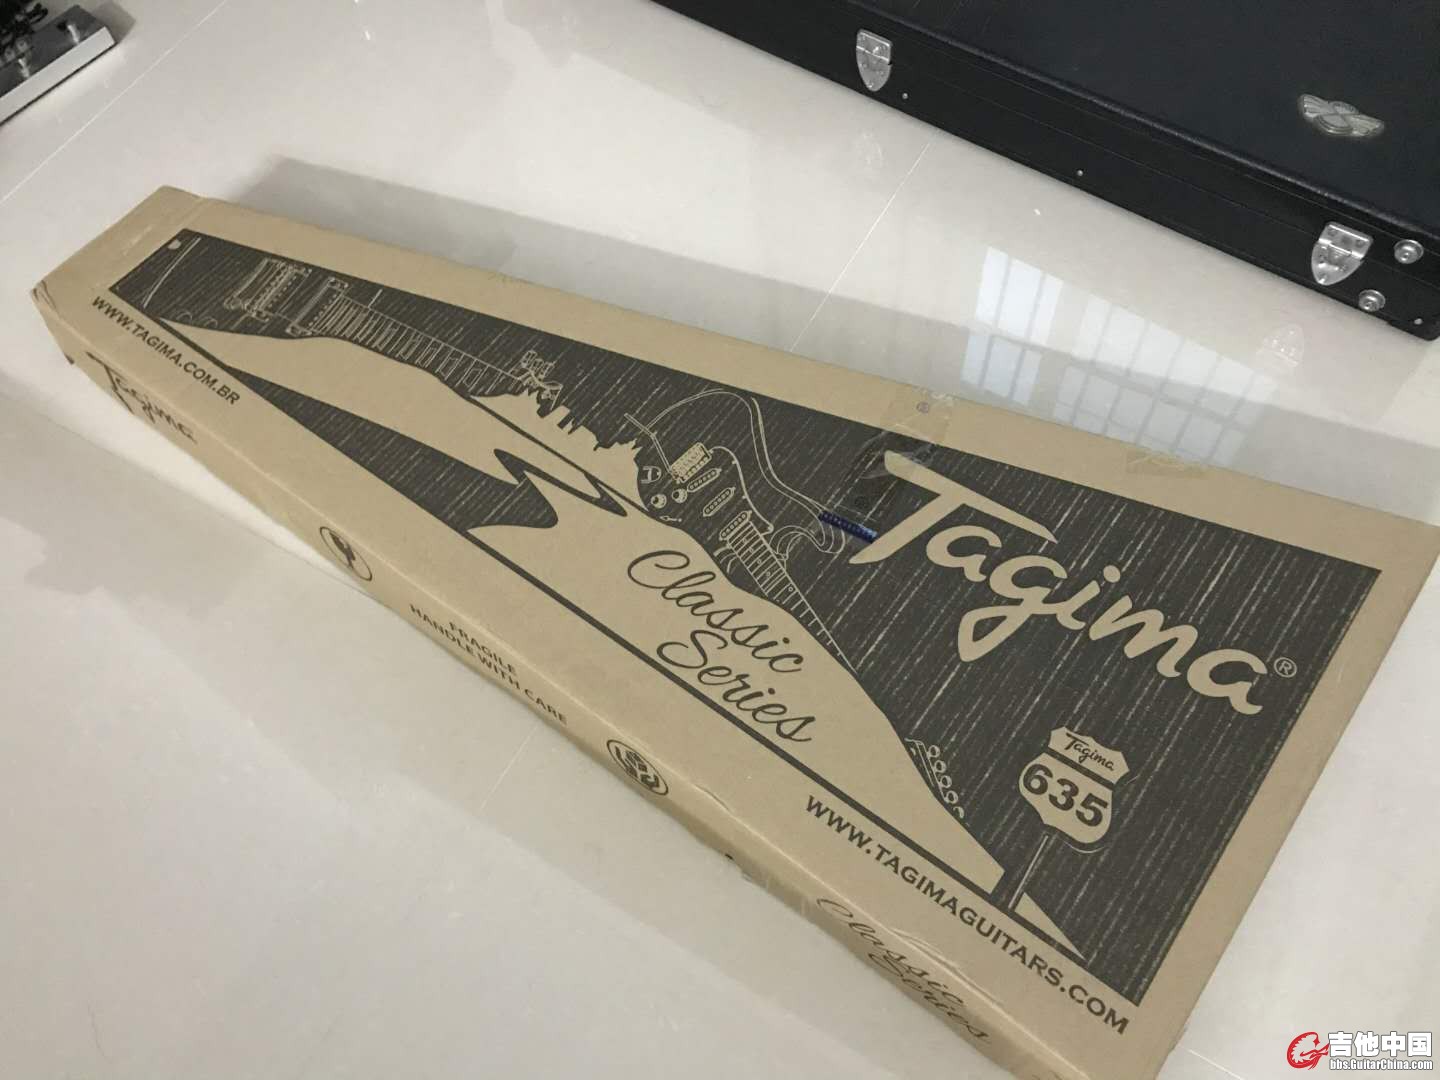 WWW.TAGIMA.COM.BR
Tagima
Tagima®
Classic
Series
Tagima
635
FRAGILE
HANDLE WITH CARE
WWW.TAGIMAGUITARS.COM
Classic
Series
吉他中国
bbs.GuitarChina.com